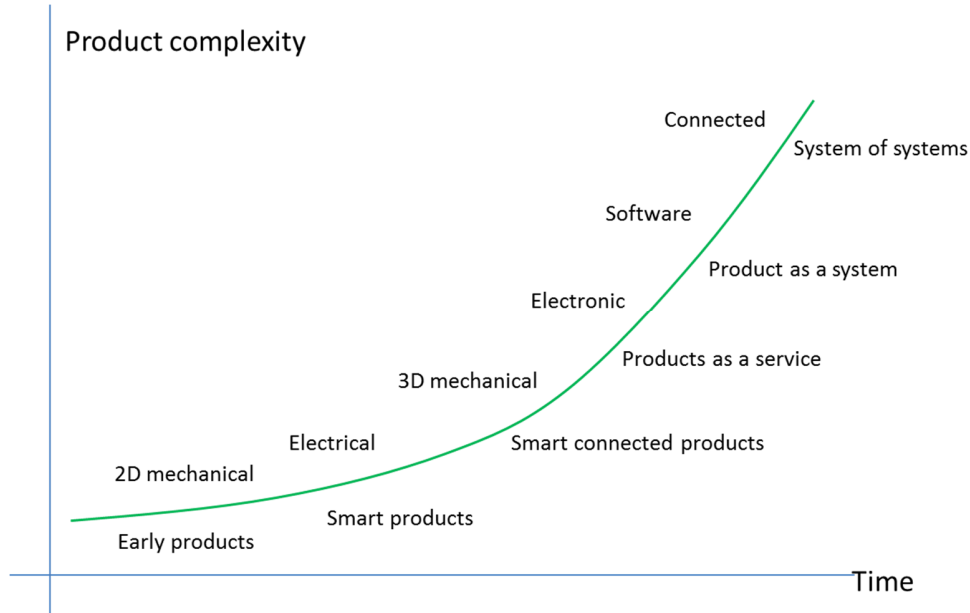 Product complexity
Connected
System of systems
Software
Product as a system
Electronic
Products as a service
3D mechanical
Electrical
Smart connected products
2D mechanical
Smart products
Early products
Time